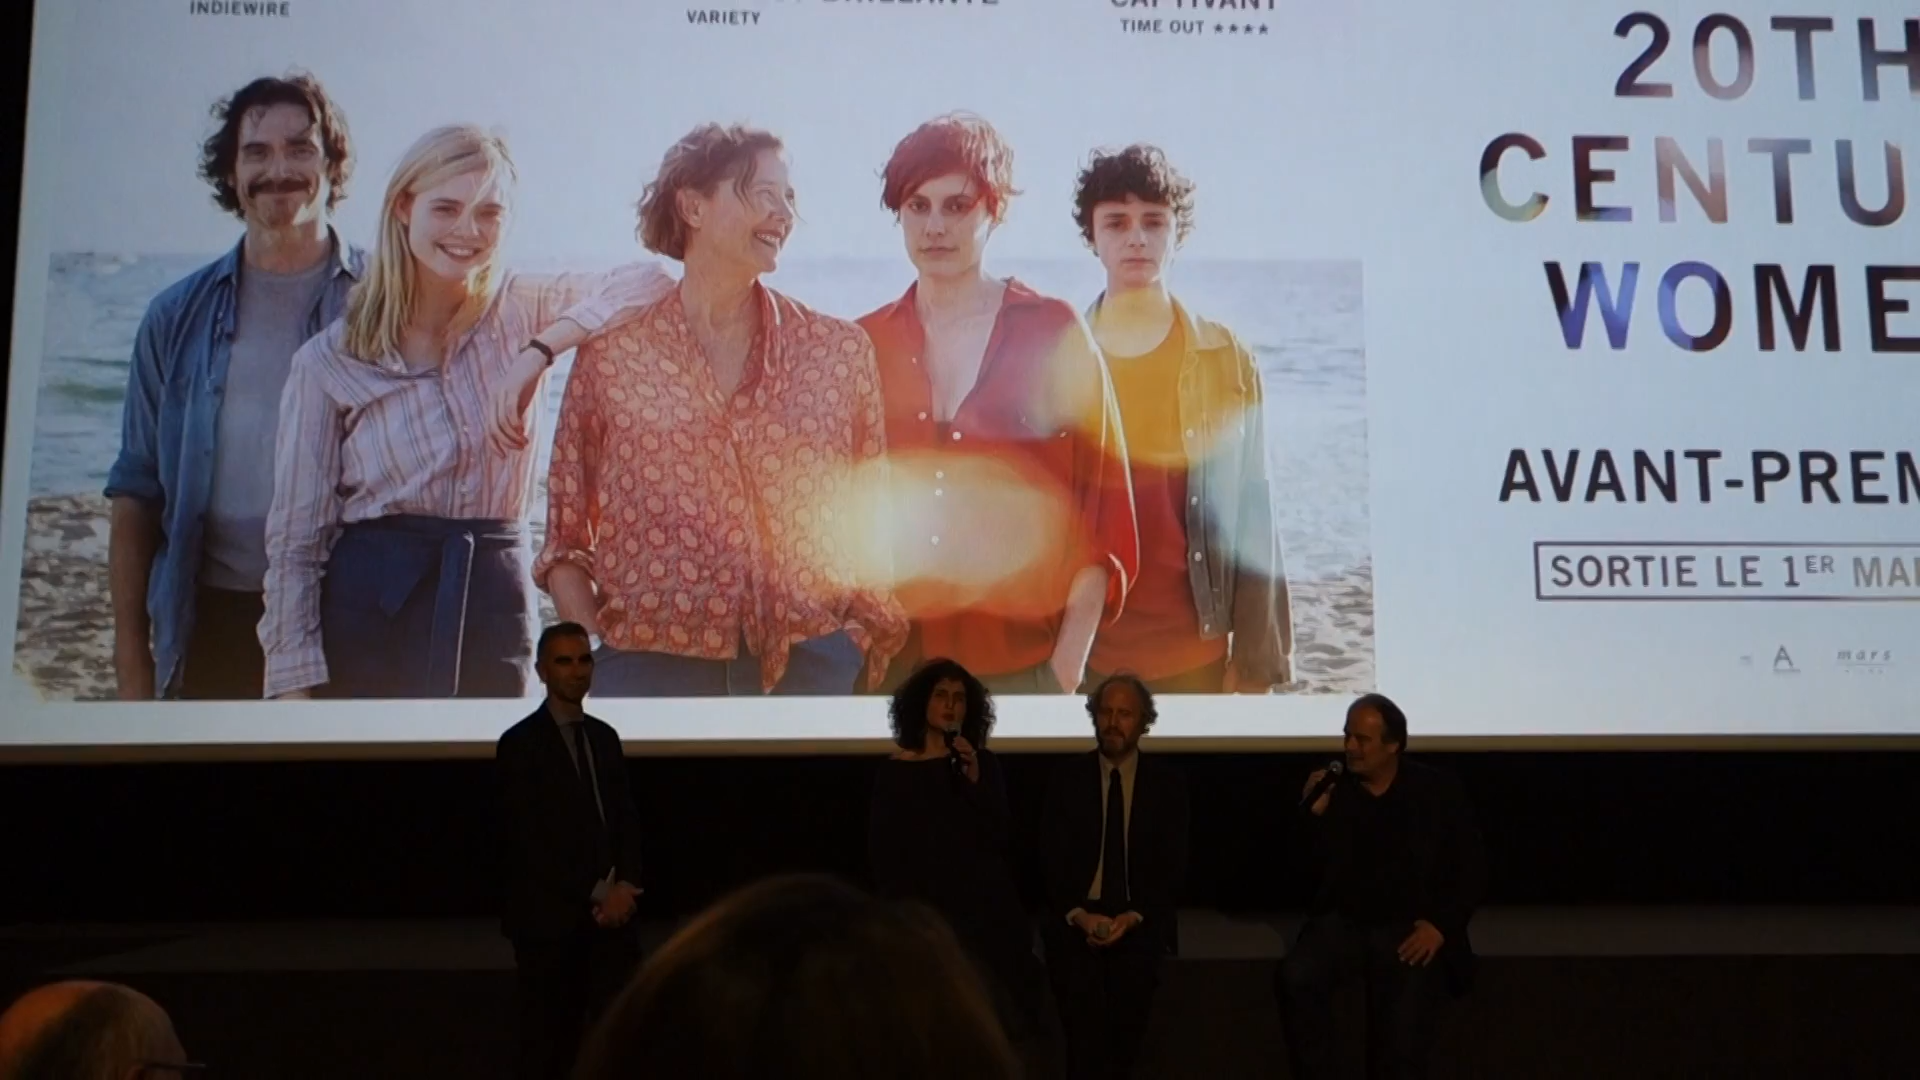 INDIEWIRE
VARIETY
CAPTIVANT
TIME OUT ★★★★
20TH
CENTU
WOME
AVANT-PREM
SORTIE LE 1ER MA
A
mars